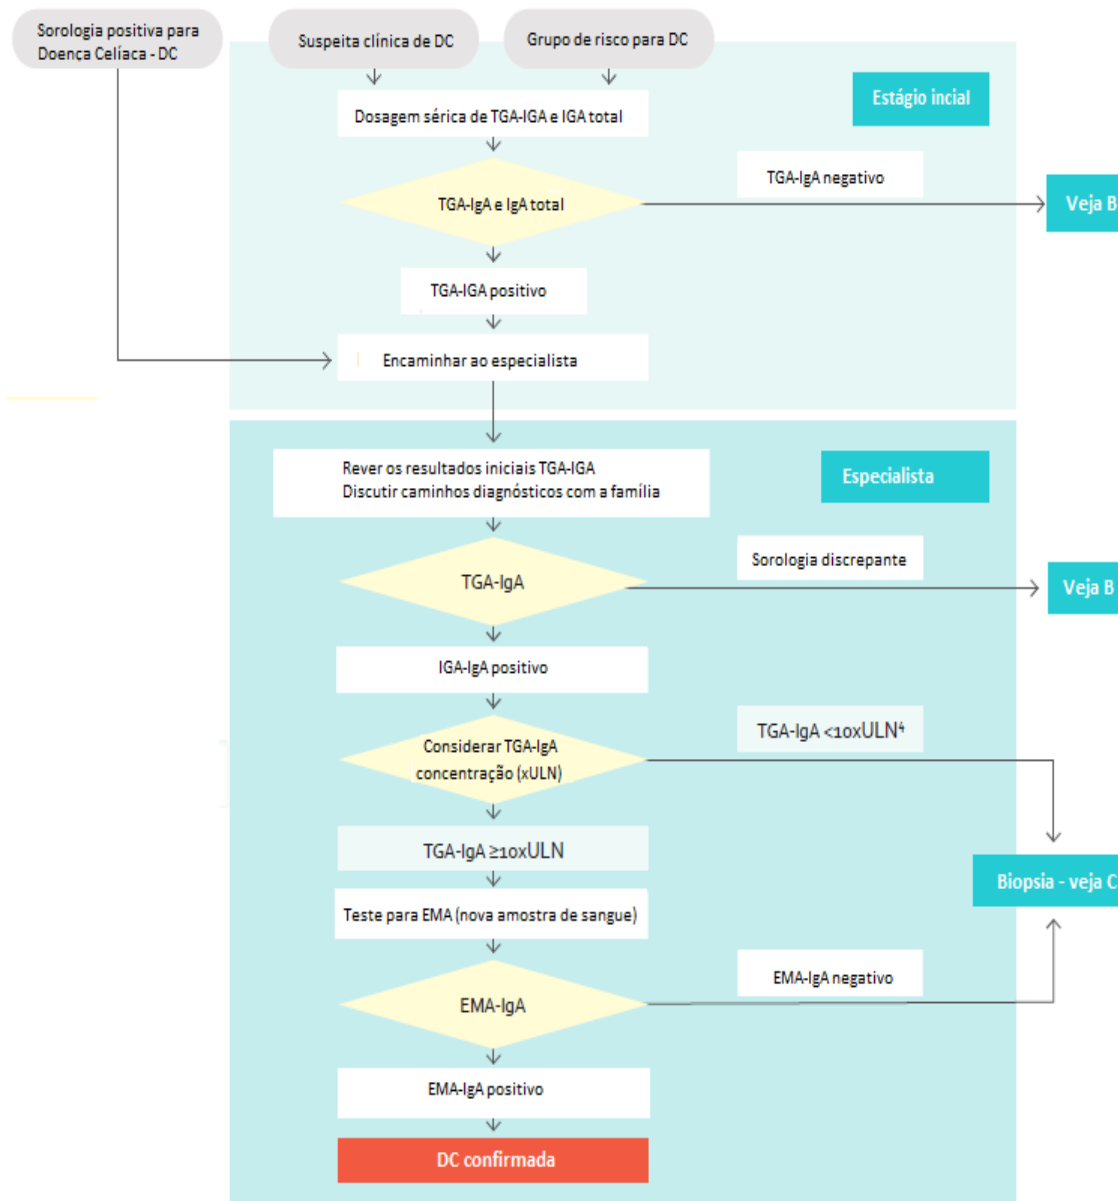 Sorologia positiva para
Doença Celíaca - DC
Suspeita clínica de DC
Grupo de risco para DC
Estágio incial
Dosagem sérica de TGA-IGA e IGA total
TGA-IgA negativo
TGA-IgA e IgA total
Veja B
TGA-IGA positivo
Encaminhar ao especialista
Rever os resultados iniciais TGA-IGA
Discutir caminhos diagnósticos com a família
Especialista
Sorologia discrepante
TGA-IgA
Veja B
IGA-IgA positivo
TGA-IgA <10xULN⁴
Considerar TGA-IgA
concentração (xULN)
TGA-IgA ≥10xULN
Biopsia - veja C
Teste para EMA (nova amostra de sangue)
EMA-IgA negativo
EMA-IgA
EMA-IgA positivo
DC confirmada